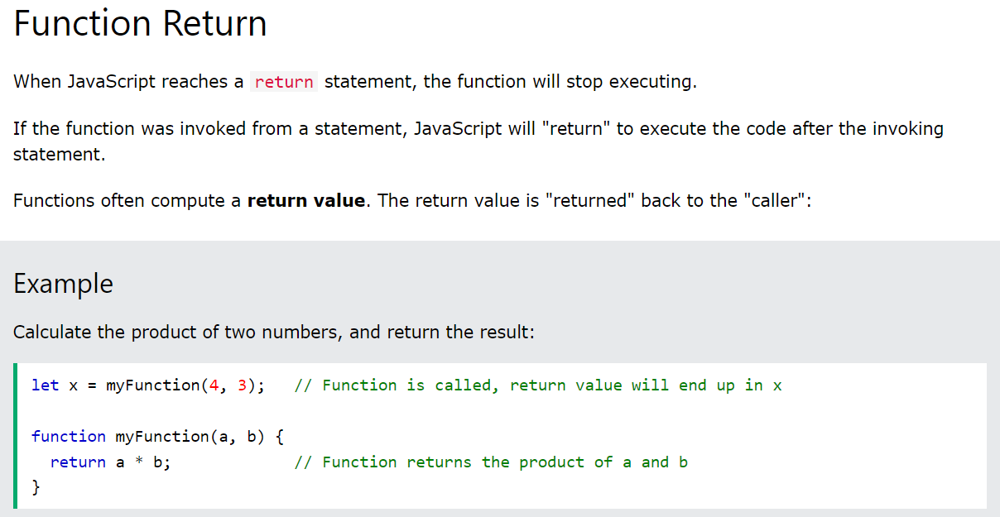 Function Return
When JavaScript reaches a return statement, the function will stop executing.
If the function was invoked from a statement, JavaScript will "return" to execute the code after the invoking
statement.
Functions often compute a return value. The return value is "returned" back to the "caller":
Example
Calculate the product of two numbers, and return the result:
let x = myFunction(4, 3);   // Function is called, return value will end up in x
function myFunction(a, b) {
  return a * b;             // Function returns the product of a and b
}